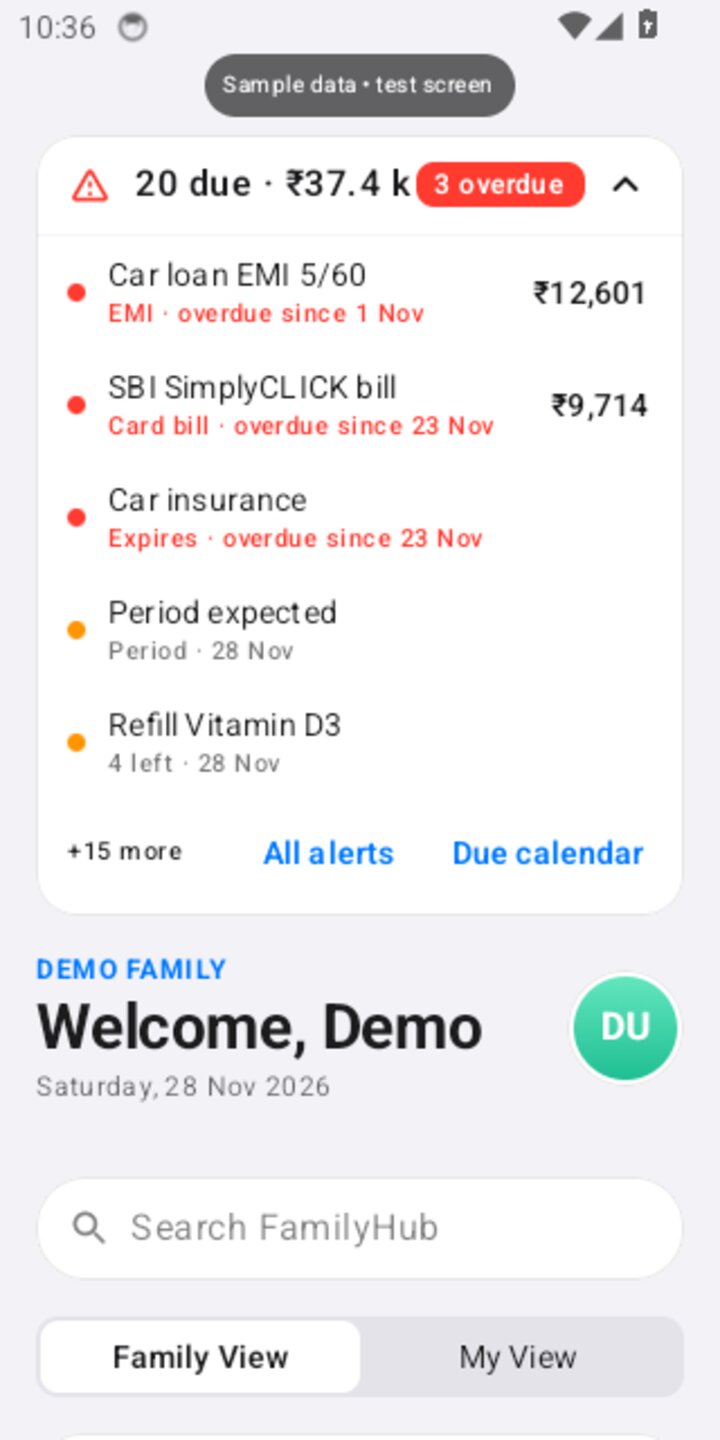 10:36
Sample data • test screen
20 due · ₹37.4 k 3 overdue
Car loan EMI 5/60
₹12,601
EMI · overdue since 1 Nov
SBI SimplyCLICK bill
₹9,714
Card bill · overdue since 23 Nov
Car insurance
Expires · overdue since 23 Nov
Period expected
Period · 28 Nov
Refill Vitamin D3
4 left · 28 Nov
+15 more All alerts Due calendar
DEMO FAMILY
Welcome, Demo
DU
Saturday, 28 Nov 2026
Search FamilyHub
Family View My View